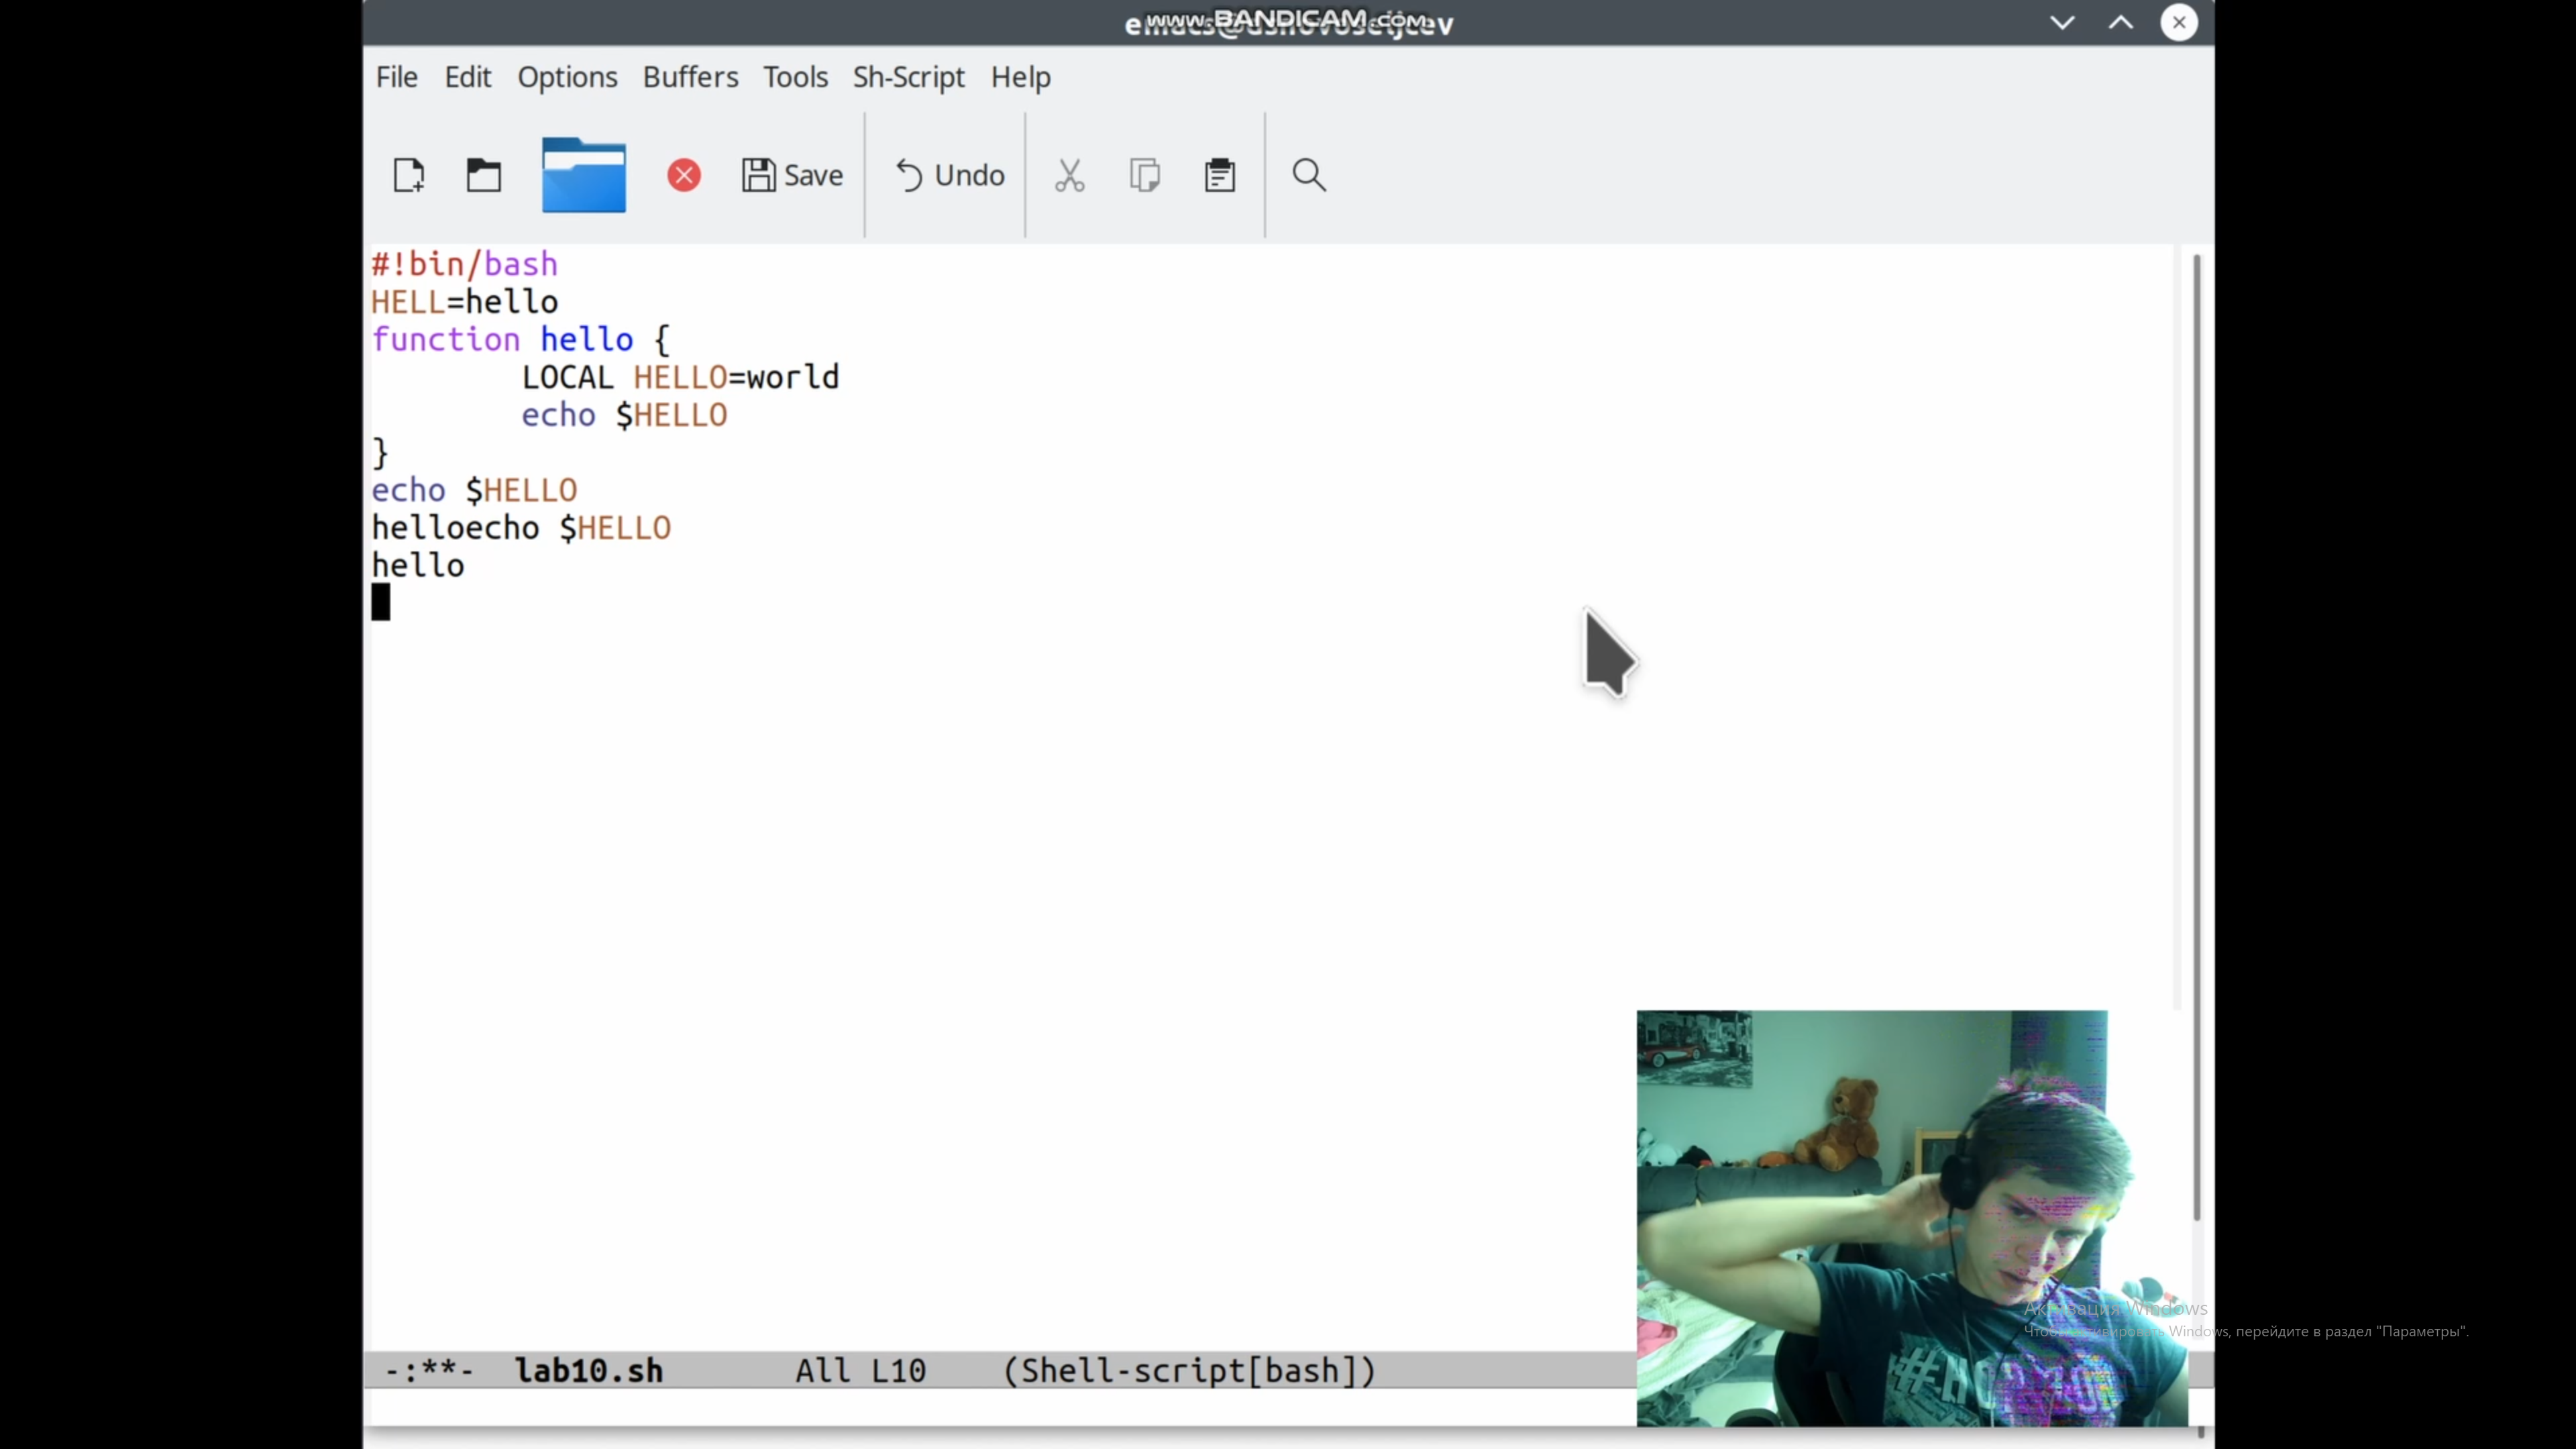 www.BANDICAM.com
File Edit Options Buffers Tools Sh-Script Help
Save Undo
#!bin/bash
HELL=hello
function hello {
LOCAL HELLO=world
echo $HELLO
}
echo $HELLO
helloecho $HELLO
hello
-:**- lab10.sh All L10 (Shell-script[bash])
Активация Windows
Чтобы активировать Windows, перейдите в раздел "Параметры".